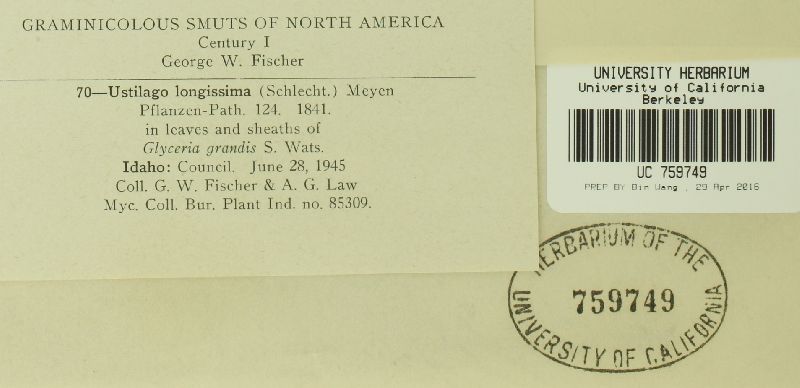 GRAMINICOLOUS SMUTS OF NORTH AMERICA
Century I
George W. Fischer
70—Ustilago longissima (Schlecht.) Meyen
Pflanzen-Path. 124. 1841.
in leaves and sheaths of
Glyceria grandis S. Wats.
Idaho: Council. June 28, 1945
Coll. G. W. Fischer & A. G. Law
Myc. Coll. Bur. Plant Ind. no. 85309.
UNIVERSITY HERBARIUM
University of California
Berkeley
UC 759749
PREP BY Bin Wang , 29 Apr 2016
HERBARIUM OF THE
759749
UNIVERSITY OF CALIFORNIA